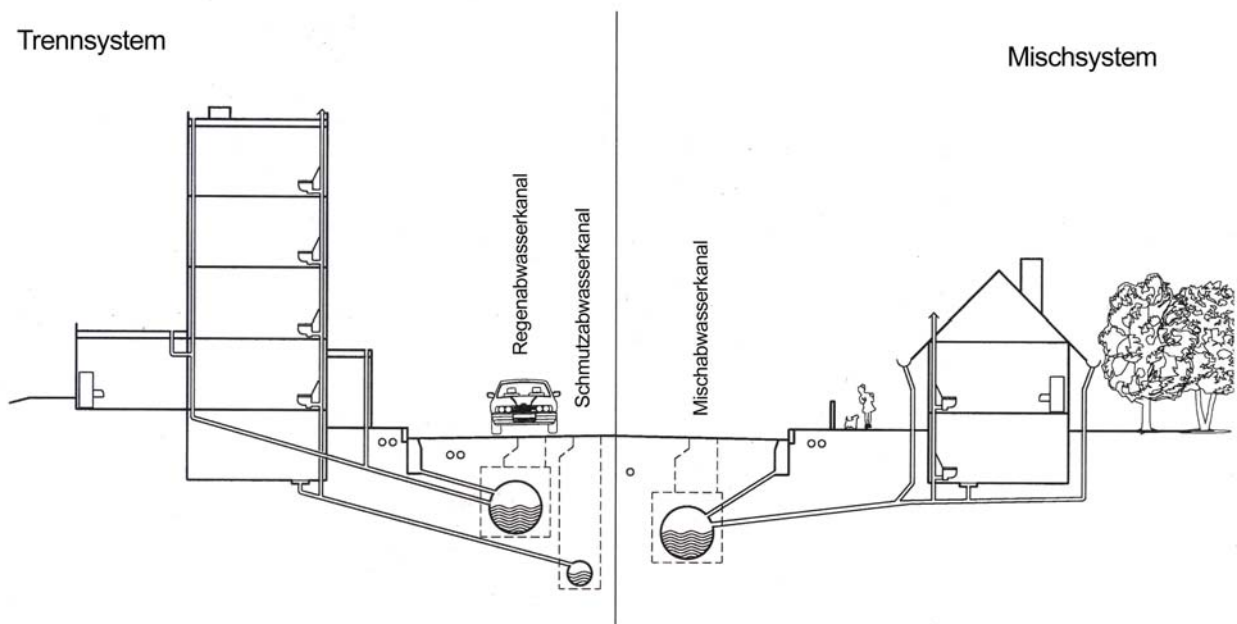 Trennsystem
Mischsystem
Regenabwasserkanal
Schmutzabwasserkanal
Mischabwasserkanal